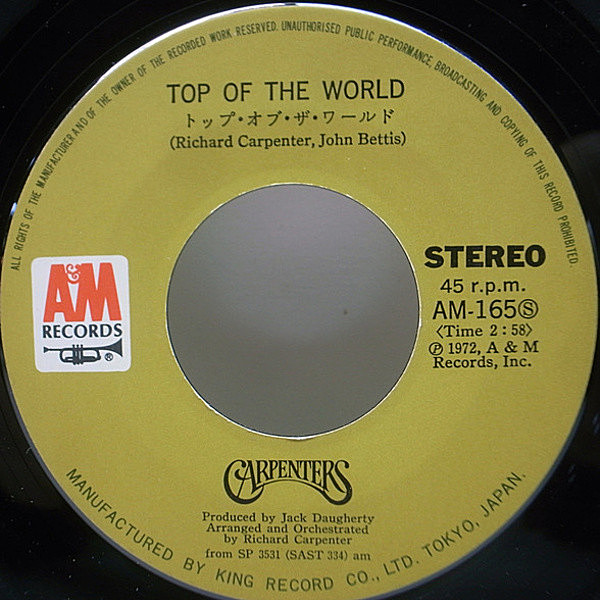 ALL RIGHTS OF THE MANUFACTURER AND OF THE OWNER OF THE RECORDED WORK RESERVED. UNAUTHORISED PUBLIC PERFORMANCE, BROADCASTING AND COPYING OF THIS RECORD PROHIBITED.
TOP OF THE WORLD
トップ・オブ・ザ・ワールド
(Richard Carpenter, John Bettis)
A&M
RECORDS
®
STEREO
45 r.p.m.
AM-165Ⓢ
〈Time 2:58〉
Ⓟ 1972, A & M
Records, Inc.
CARPENTERS
Produced by Jack Daugherty
Arranged and Orchestrated
by Richard Carpenter
from SP 3531 (SAST 334) am
MANUFACTURED BY KING RECORD CO., LTD. TOKYO, JAPAN.